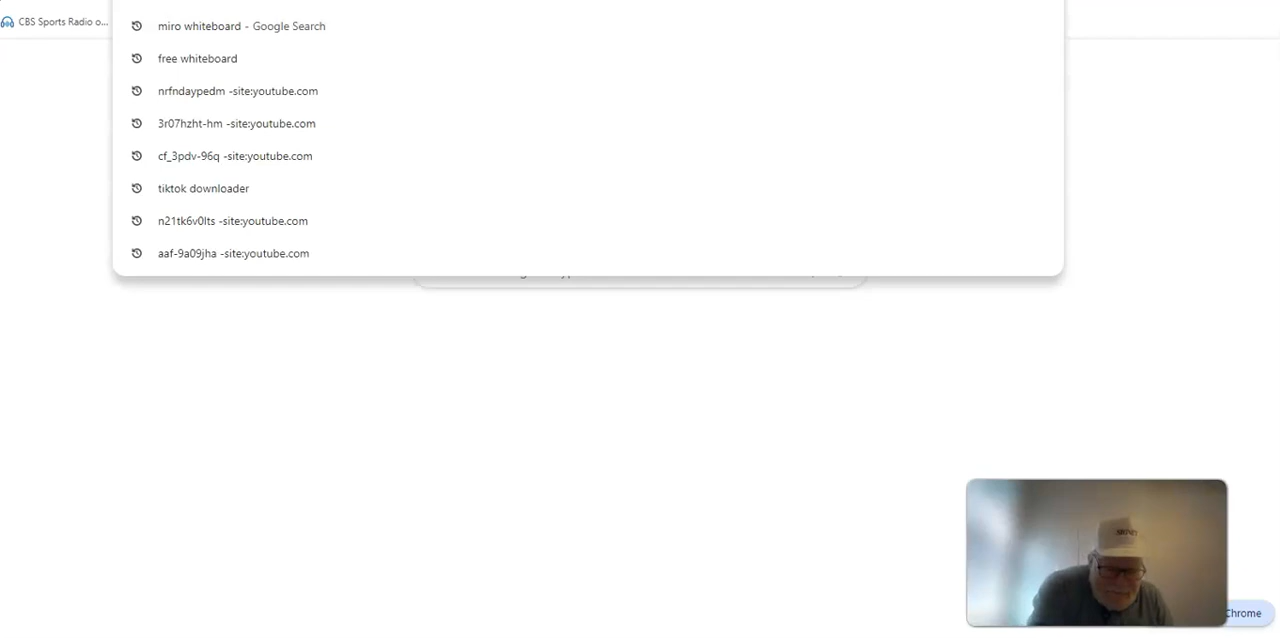 CBS Sports Radio o...
miro whiteboard - Google Search
free whiteboard
nrfndaypedm -site:youtube.com
3r07hzht-hm -site:youtube.com
cf_3pdv-96q -site:youtube.com
tiktok downloader
n21tk6v0lts -site:youtube.com
aaf-9a09jha -site:youtube.com
Chrome